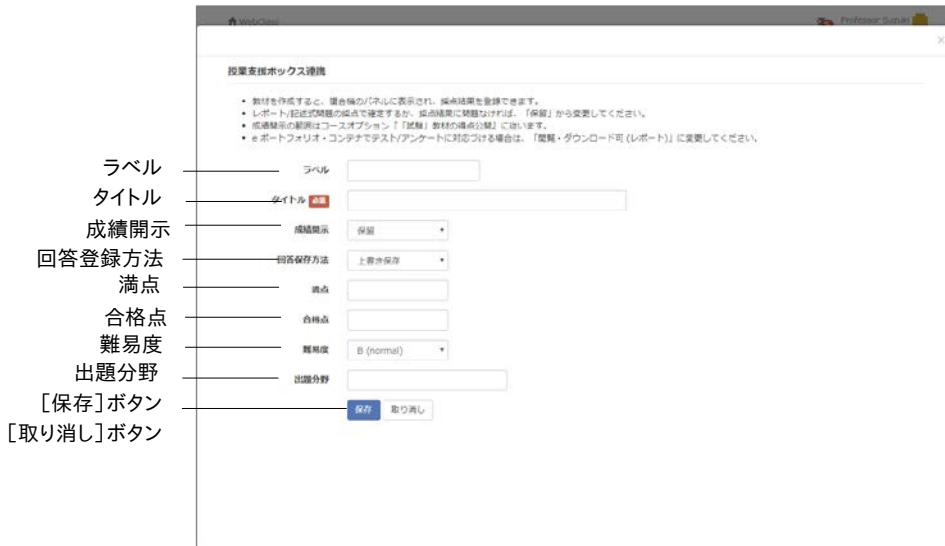 WebClass
Professor Suzuki
×
授業支援ボックス連携
• 教材を作成すると、複合機のパネルに表示され、採点結果を登録できます。
• レポート/記述式問題の採点で確定するか、採点結果に問題なければ、「保留」から変更してください。
• 成績開示の範囲はコースオプション「「試験」教材の得点公開」に従います。
• e ポートフォリオ・コンテナでテスト/アンケートに対応づける場合は、「閲覧・ダウンロード可 (レポート)」に変更してください。
ラベル ラベル
タイトル タイトル 必須
成績開示 成績開示 保留
回答登録方法 回答保存方法 上書き保存
満点 満点
合格点 合格点
難易度 難易度 B (normal)
出題分野 出題分野
[保存]ボタン 保存 取り消し
[取り消し]ボタン